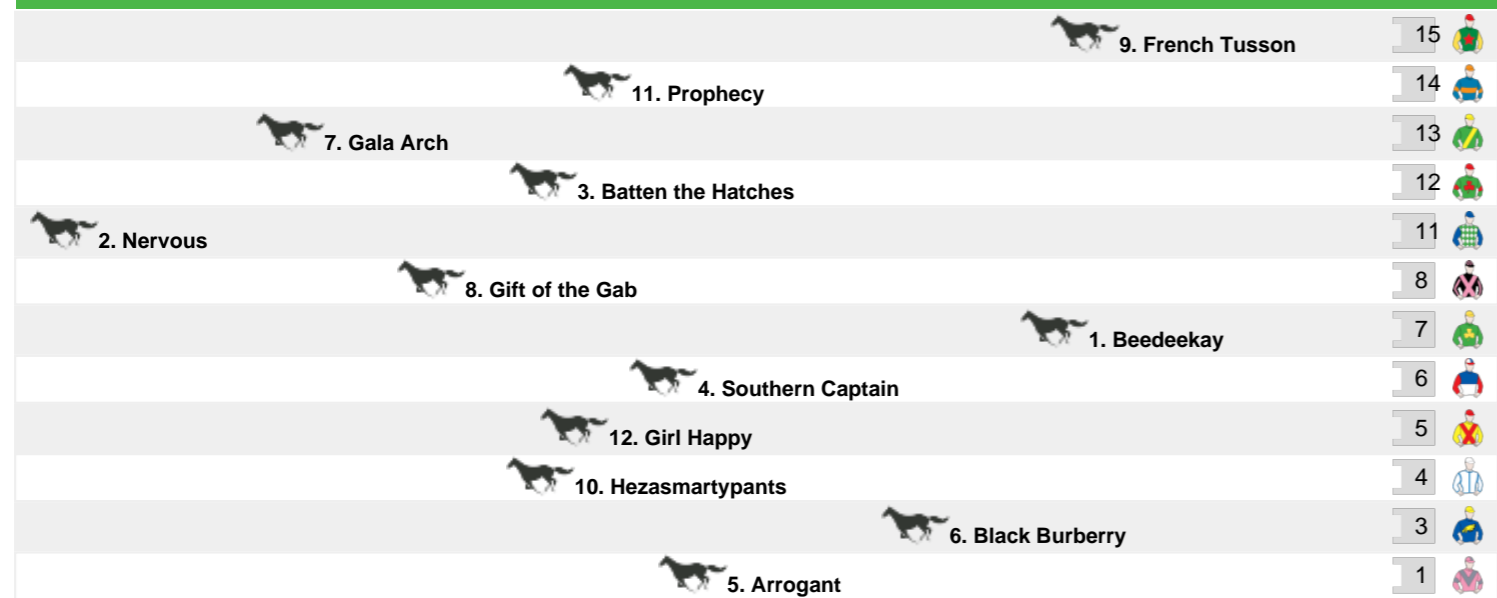 9. French Tusson 15
11. Prophecy 14
7. Gala Arch 13
3. Batten the Hatches 12
2. Nervous 11
8. Gift of the Gab 8
1. Beedeekay 7
4. Southern Captain 6
12. Girl Happy 5
10. Hezasmartypants 4
6. Black Burberry 3
5. Arrogant 1